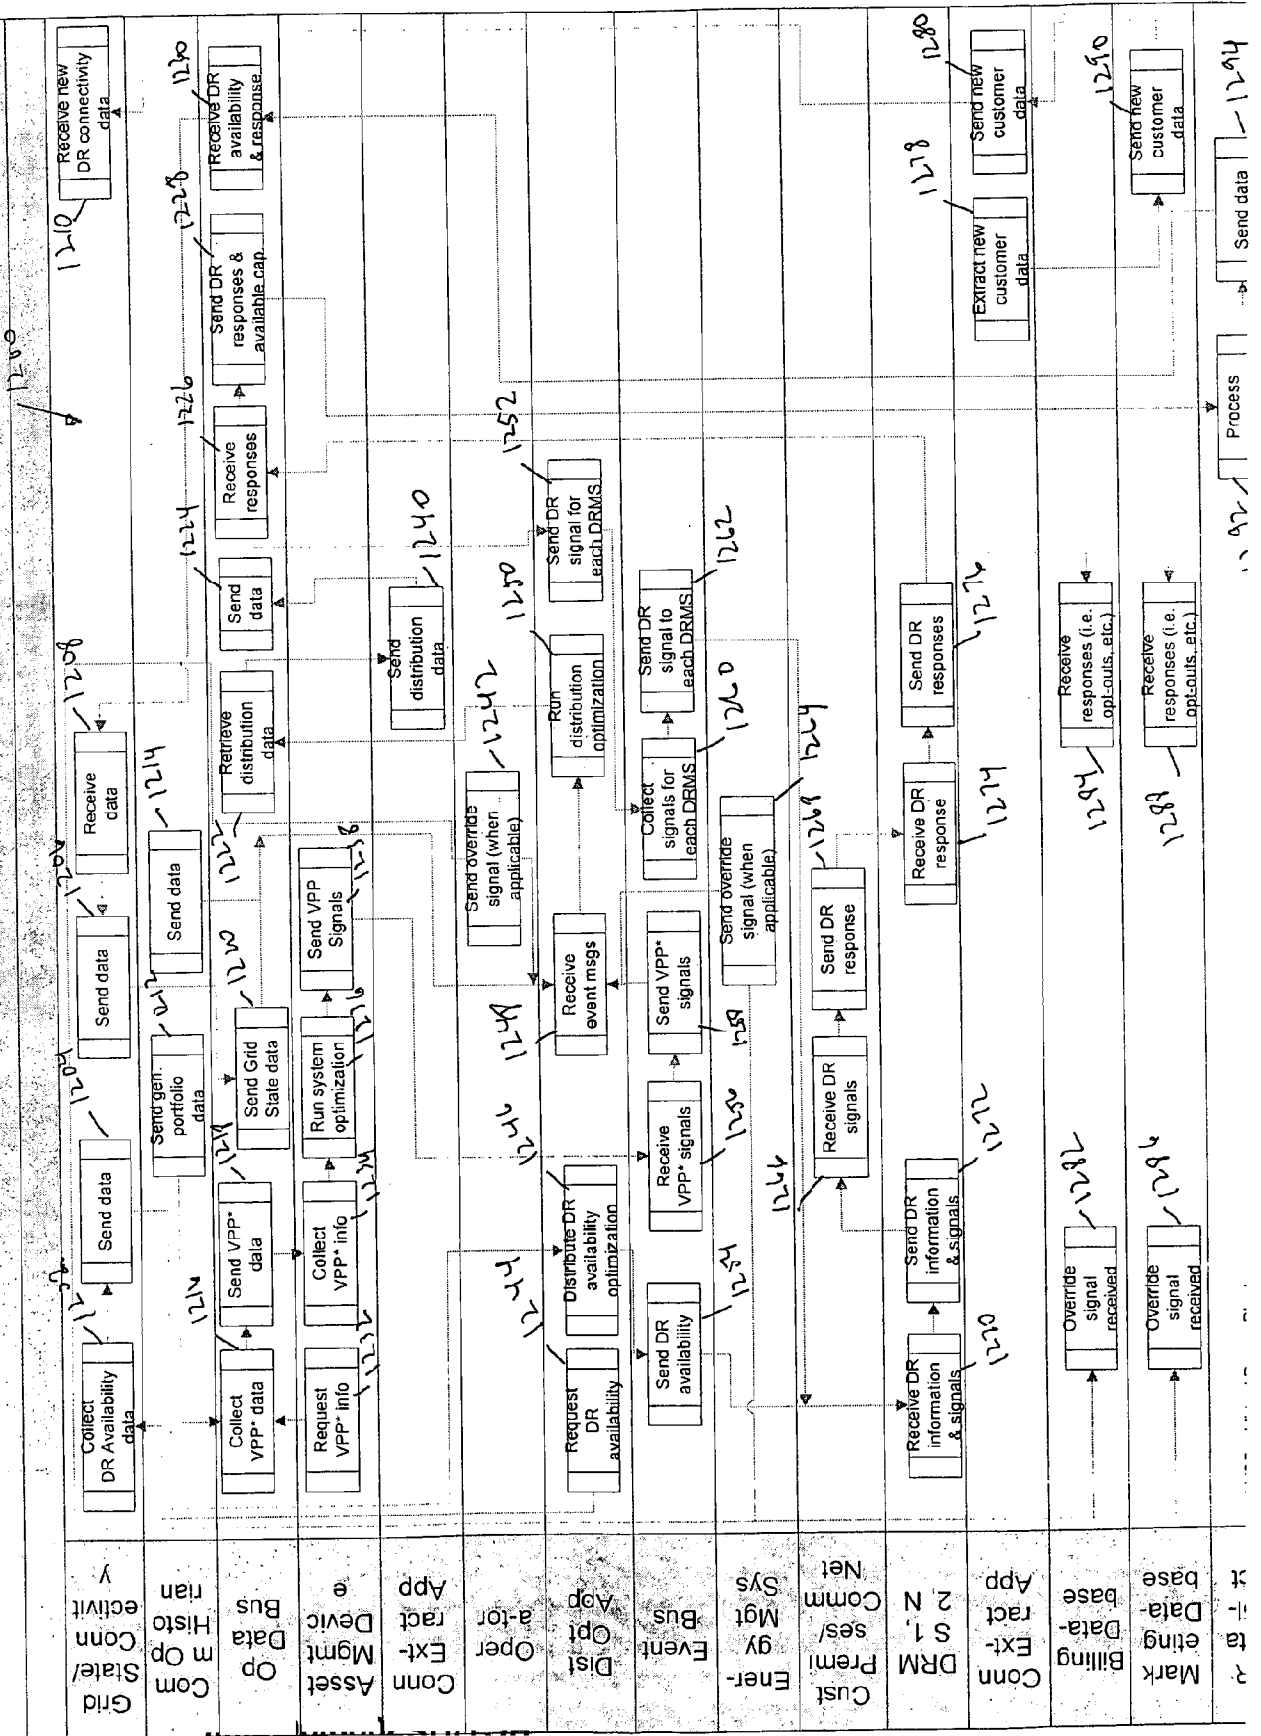 1200
Grid
State/
Conn
ectivit
y
Collect
DR Availability
data
Send data
1204
Send data
Receive
data
1208
Receive new
DR connectivity
data
1210
Com
m Op
Histo
rian
Send gen.
portfolio
data
1212
Send data
1214
Op
Data
Bus
Collect
VPP* data
1216
Send VPP*
data
Send Grid
State data
1220
Retrieve
distribution
data
1222
Send
data
1224
Receive
responses
1226
Send DR
responses &
available cap.
1228
Receive DR
availability
& response
Asset
Mgmt
Devic
e
Request
VPP* info
1232
Collect
VPP* info
1234
Run system
optimization
1236
Send VPP
Signals
1238
Conn
Ext-
ract
App
Send
distribution
data
1240
Oper
a-tor
Send override
signal (when
applicable)
1242
Dist
Opt
App
Request
DR
availability
1244
Distribute DR
availability
optimization
1246
Receive
event msgs
Run
distribution
optimization
1250
Send DR
signal for
each DRMS
1252
Event
Bus
Send DR
availability
1254
Receive
VPP* signals
1256
Send VPP*
signals
1258
Collect
signals for
each DRMS
1260
Send DR
signal to
each DRMS
1262
Ener-
gy
Mgt
Sys
Send override
signal (when
applicable)
1264
Cust
Premi
ses/
Comm
Net
Receive DR
signals
1266
Send DR
response
1268
DRM
S 1,
2, N
Receive DR
information
& signals
1270
Send DR
information
& signals
1272
Receive DR
response
1274
Send DR
responses
1276
Conn
Ext-
ract
App
Extract new
customer
data
1278
Send new
customer
data
1280
Billing
Data-
base
Override
signal
received
1282
Receive
responses (i.e.
opt-outs, etc.)
1284
Mark
eting
Data-
base
Override
signal
received
1286
Receive
responses (i.e.
opt-outs, etc.)
1288
Send new
customer
data
1290
Process
Send data
1294